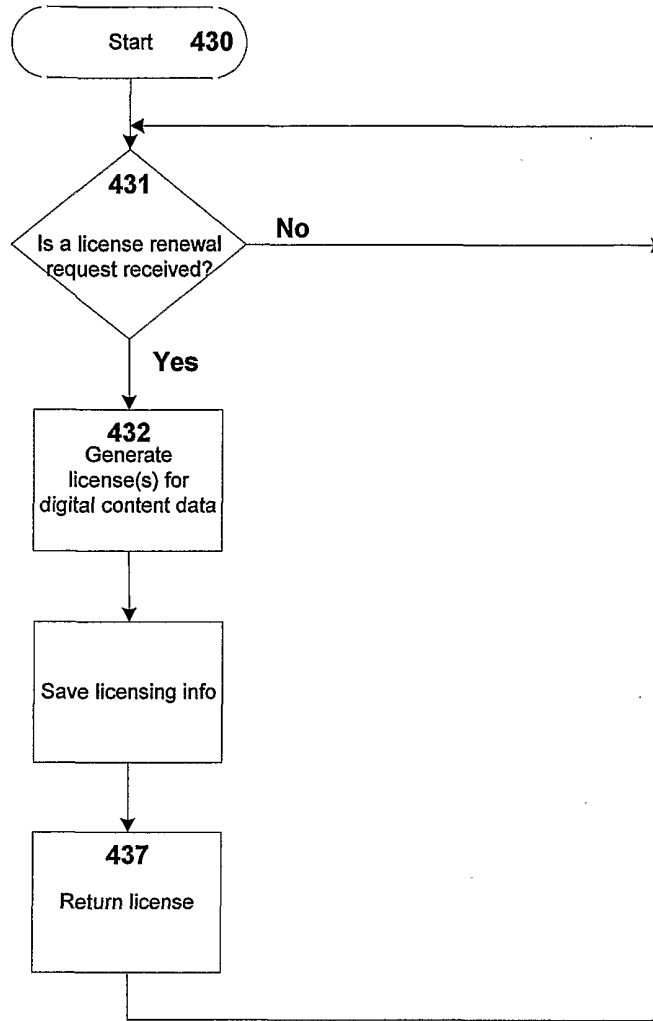 Start 430
431
Is a license renewal
request received?
No
Yes
432
Generate
license(s) for
digital content data
Save licensing info
437
Return license